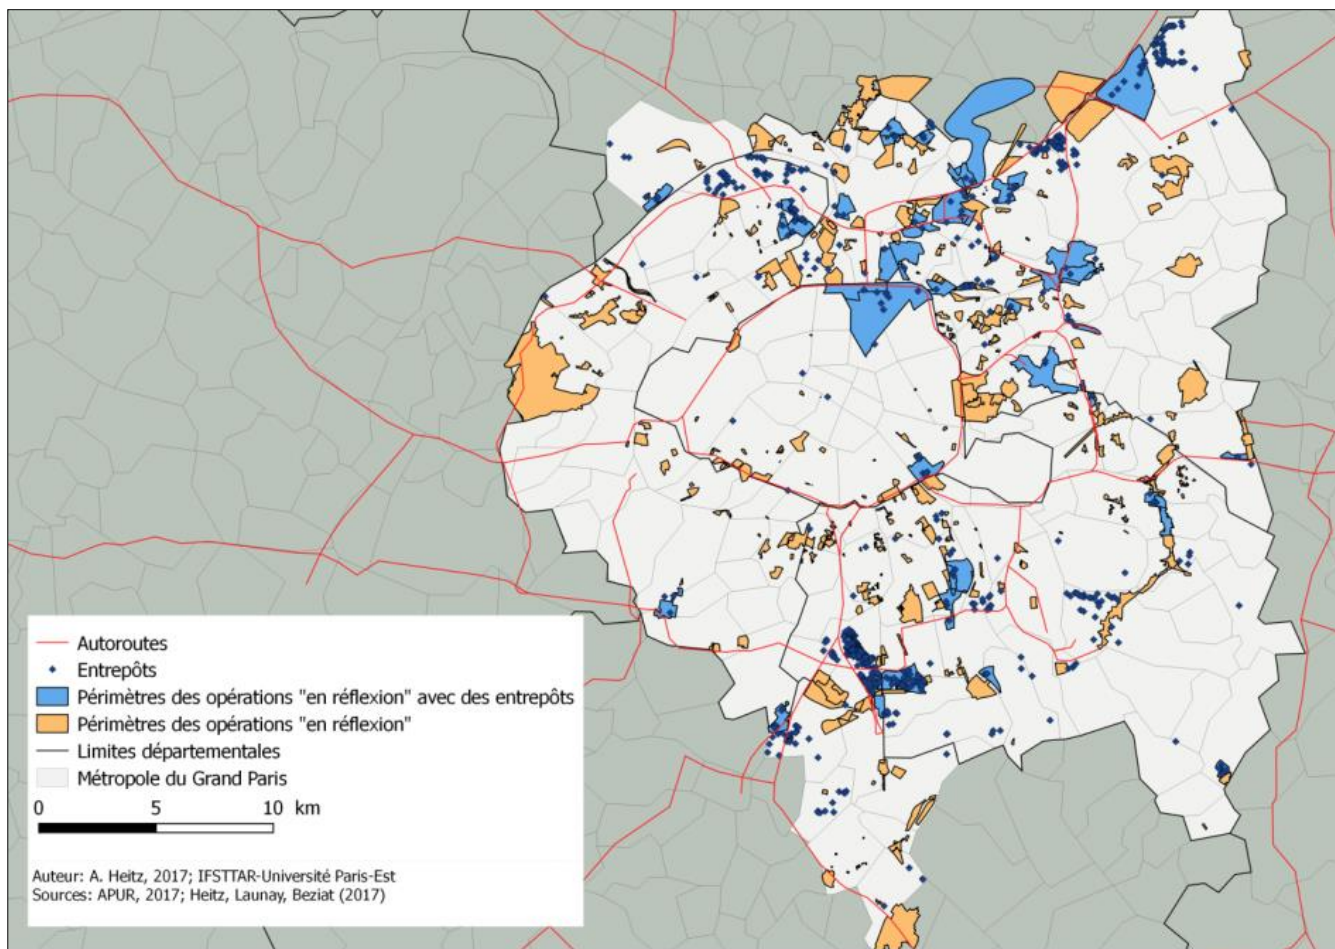 Autoroutes
Entrepôts
Périmètres des opérations "en réflexion" avec des entrepôts
Périmètres des opérations "en réflexion"
Limites départementales
Métropole du Grand Paris
0 5 10 km
Auteur: A. Heitz, 2017; IFSTTAR-Université Paris-Est
Sources: APUR, 2017; Heitz, Launay, Beziat (2017)